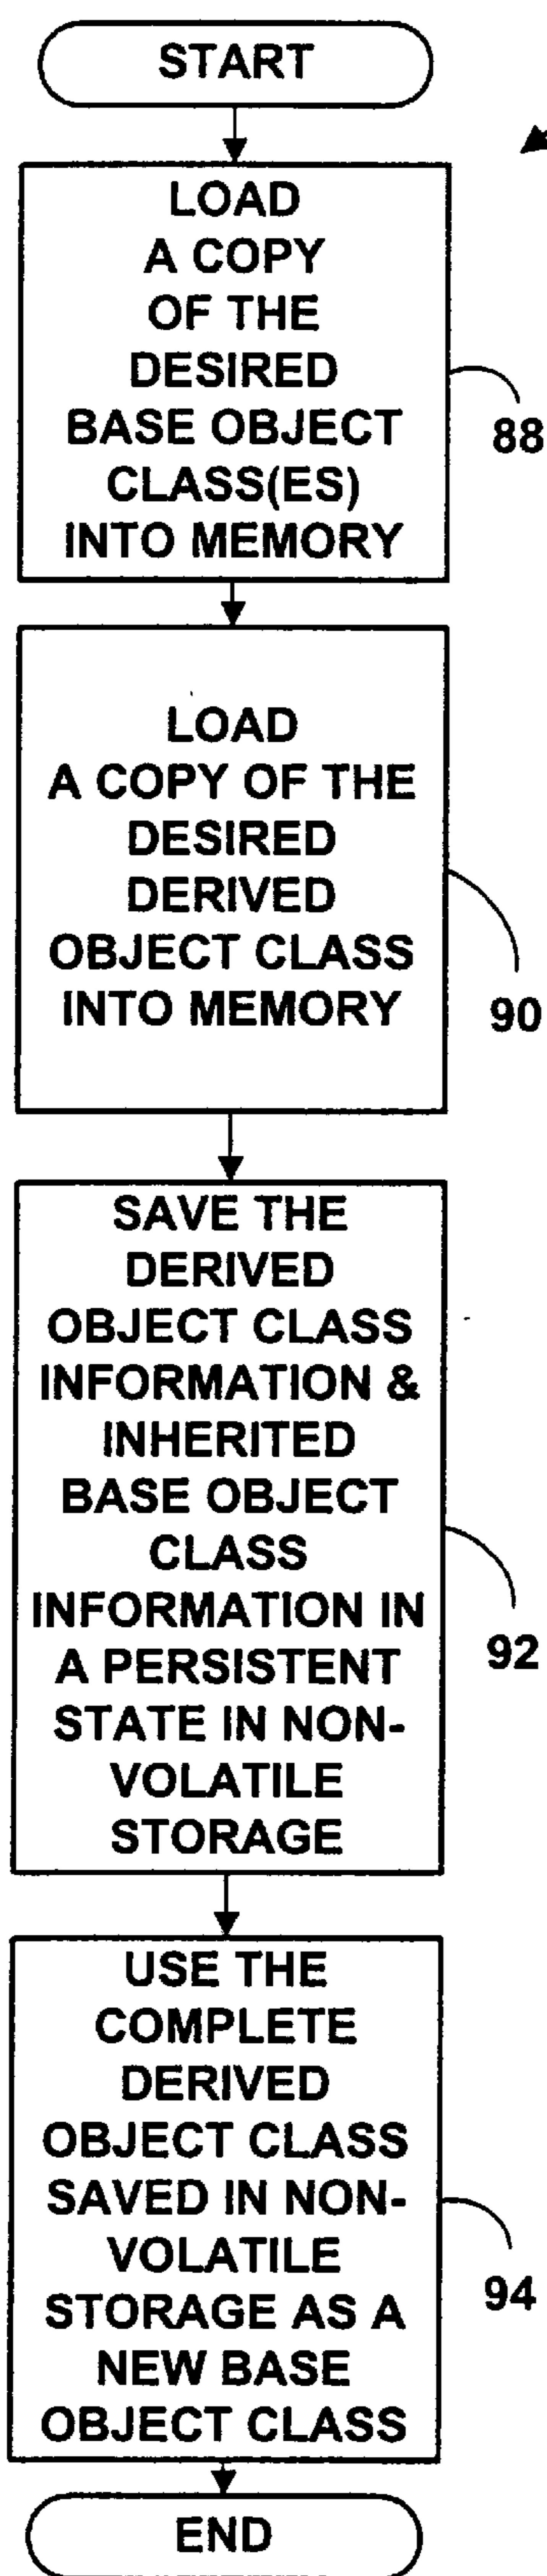 START
LOAD
A COPY
OF THE
DESIRED
BASE OBJECT
CLASS(ES)
INTO MEMORY
88
LOAD
A COPY OF THE
DESIRED
DERIVED
OBJECT CLASS
INTO MEMORY
90
SAVE THE
DERIVED
OBJECT CLASS
INFORMATION &
INHERITED
BASE OBJECT
CLASS
INFORMATION IN
A PERSISTENT
STATE IN NON-
VOLATILE
STORAGE
92
USE THE
COMPLETE
DERIVED
OBJECT CLASS
SAVED IN NON-
VOLATILE
STORAGE AS A
NEW BASE
OBJECT CLASS
94
END